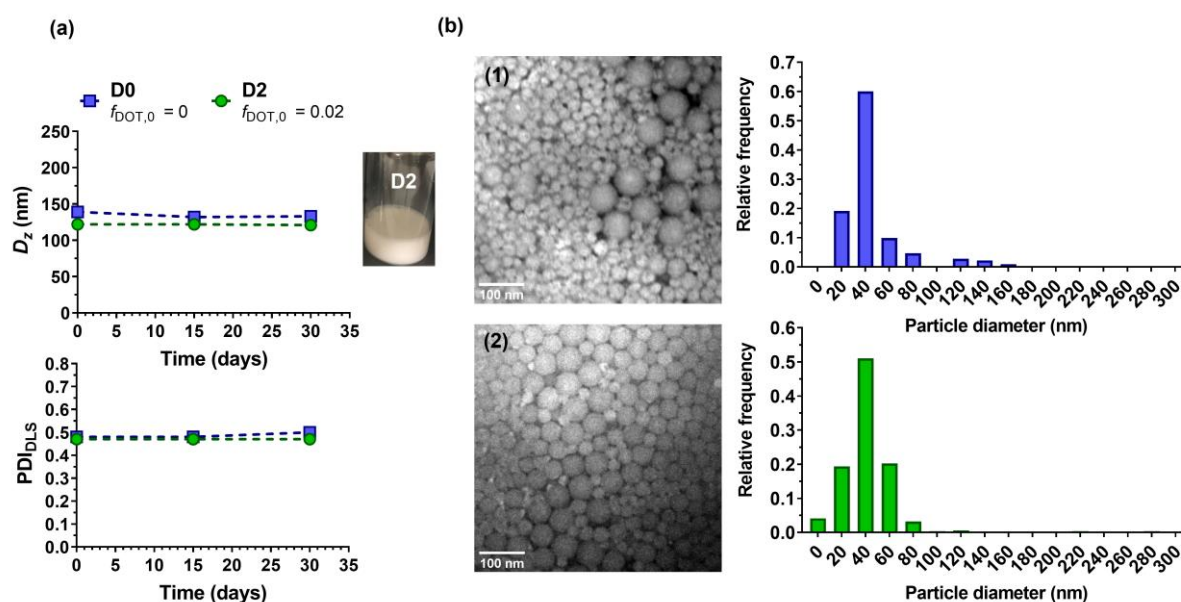 (a)
D0
f_DOT,0 = 0
D2
f_DOT,0 = 0.02
250
200
150
100
50
0
D_z (nm)
0 5 10 15 20 25 30 35
Time (days)
D2
0.8
0.7
0.6
0.5
0.4
0.3
0.2
0.1
0.0
PDI_DLS
0 5 10 15 20 25 30 35
Time (days)
(b)
(1)
100 nm
0.7
0.6
0.5
0.4
0.3
0.2
0.1
0.0
Relative frequency
0 20 40 60 80 100 120 140 160 180 200 220 240 260 280 300
Particle diameter (nm)
(2)
100 nm
0.6
0.5
0.4
0.3
0.2
0.1
0.0
Relative frequency
0 20 40 60 80 100 120 140 160 180 200 220 240 260 280 300
Particle diameter (nm)